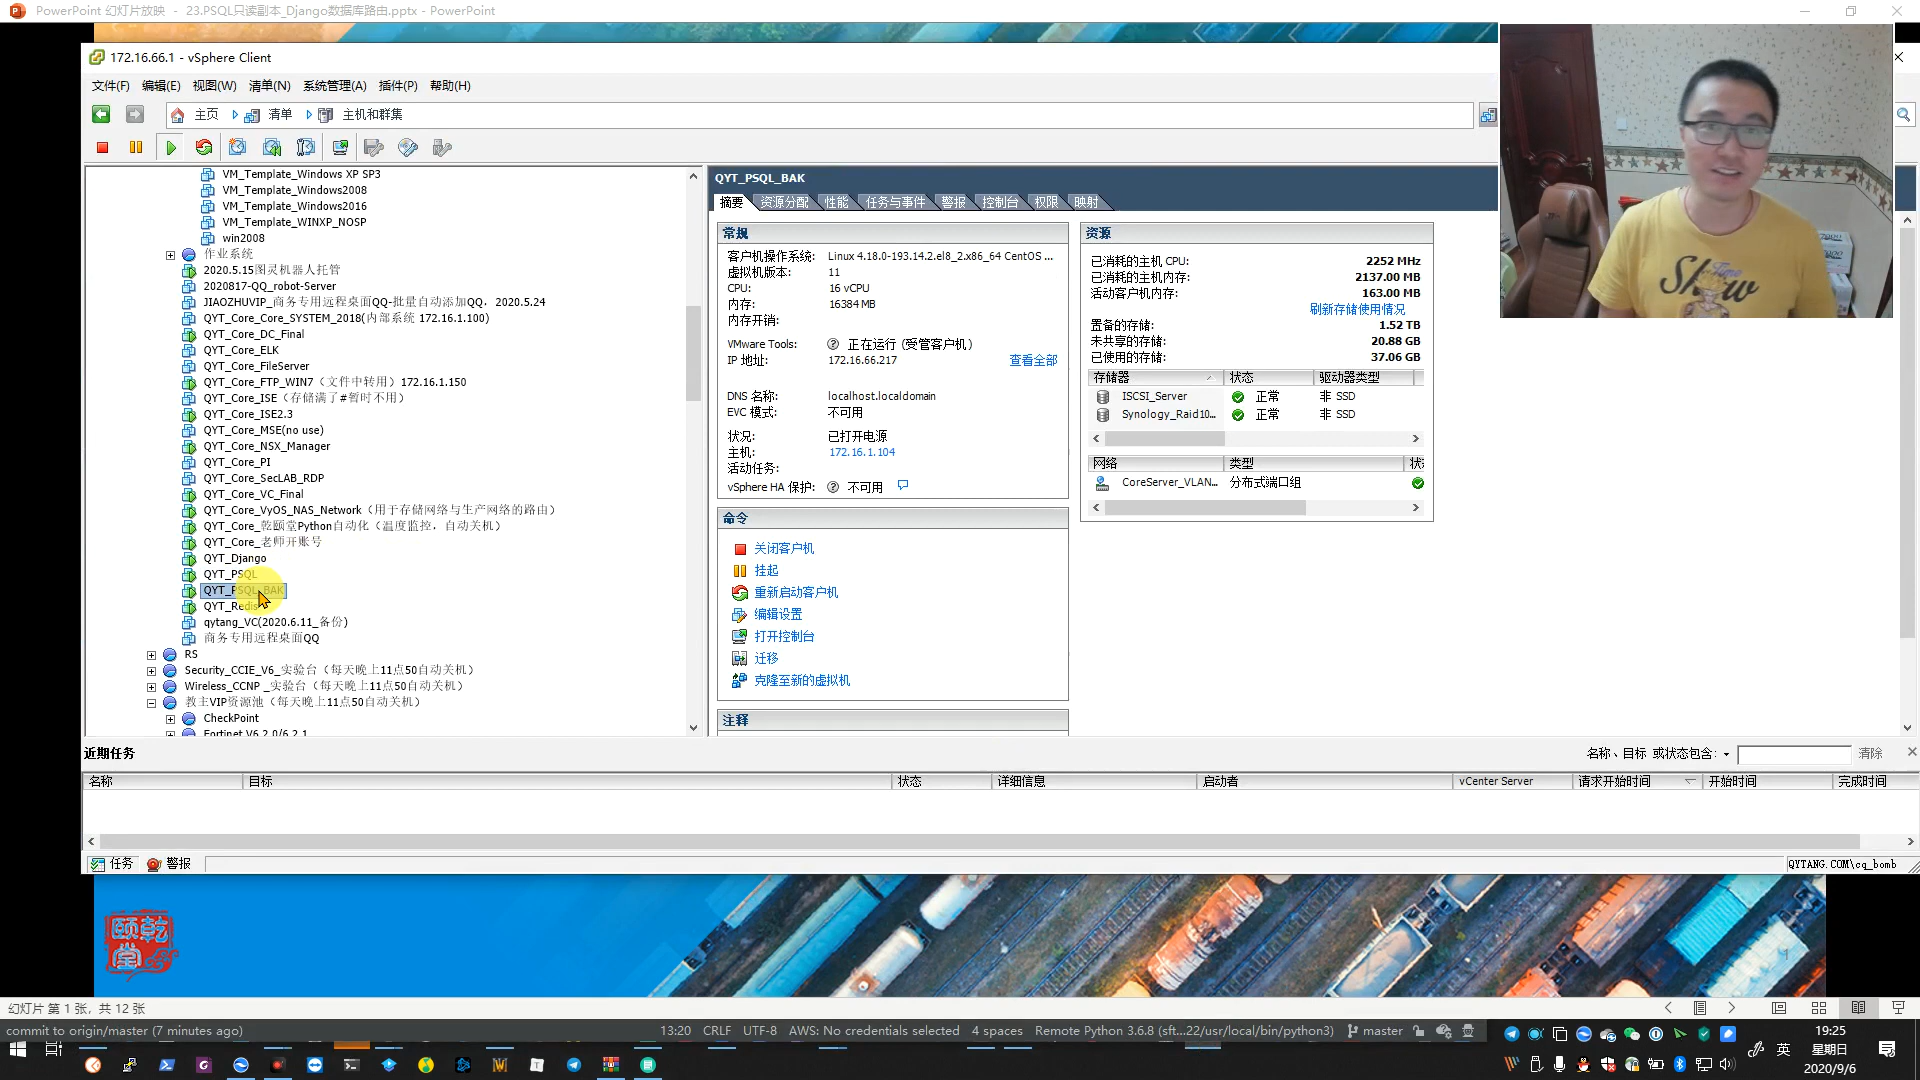 PowerPoint 幻灯片放映 - 23.PSQL只读副本_Django数据库路由.pptx - PowerPoint
172.16.66.1 - vSphere Client
文件(F) 编辑(E) 视图(W) 清单(N) 系统管理(A) 插件(P) 帮助(H)
主页 清单 主机和群集
VM_Template_Windows XP SP3
VM_Template_Windows2008
VM_Template_Windows2016
VM_Template_WINXP_NOSP
win2008
作业系统
2020.5.15图灵机器人托管
2020817-QQ_robot-Server
JIAOZHUVIP_商务专用远程桌面QQ-批量自动添加QQ．2020.5.24
QYT_Core_Core_SYSTEM_2018(内部系统 172.16.1.100)
QYT_Core_DC_Final
QYT_Core_ELK
QYT_Core_FileServer
QYT_Core_FTP_WIN7（文件中转用）172.16.1.150
QYT_Core_ISE（存储满了#暂时不用）
QYT_Core_ISE2.3
QYT_Core_MSE(no use)
QYT_Core_NSX_Manager
QYT_Core_PI
QYT_Core_SecLAB_RDP
QYT_Core_VC_Final
QYT_Core_VyOS_NAS_Network（用于存储网络与生产网络的路由）
QYT_Core_乾颐堂Python自动化（温度监控，自动关机）
QYT_Core_老师开账号
QYT_Django
QYT_PSQL
QYT_PSQL_BAK
QYT_Redis
qytang_VC(2020.6.11_备份)
商务专用远程桌面QQ
RS
Security_CCIE_V6_实验台（每天晚上11点50自动关机）
Wireless_CCNP _实验台（每天晚上11点50自动关机）
教主VIP资源池（每天晚上11点50自动关机）
CheckPoint
Fortinet V6.2.0/6.2.1
QYT_PSQL_BAK
摘要 资源分配 性能 任务与事件 警报 控制台 权限 映射
常规
客户机操作系统: Linux 4.18.0-193.14.2.el8_2.x86_64 CentOS ...
虚拟机版本: 11
CPU: 16 vCPU
内存: 16384 MB
内存开销:
VMware Tools: 正在运行 (受管客户机)
IP 地址: 172.16.66.217 查看全部
DNS 名称: localhost.localdomain
EVC 模式: 不可用
状况: 已打开电源
主机: 172.16.1.104
活动任务:
vSphere HA 保护: 不可用
命令
关闭客户机
挂起
重新启动客户机
编辑设置
打开控制台
迁移
克隆至新的虚拟机
注释
资源
已消耗的主机 CPU: 2252 MHz
已消耗的主机内存: 2137.00 MB
活动客户机内存: 163.00 MB
刷新存储使用情况
置备的存储: 1.52 TB
未共享的存储: 20.88 GB
已使用的存储: 37.06 GB
存储器 状态 驱动器类型
ISCSI_Server 正常 非 SSD
Synology_Raid10... 正常 非 SSD
网络 类型 状
CoreServer_VLAN... 分布式端口组
近期任务
名称、目标 或状态包含: 清除
名称 目标 状态 详细信息 启动者 vCenter Server 请求开始时间 开始时间 完成时间
任务 警报
QYTANG.COM\cq_bomb
颐乾堂
幻灯片 第 1 张，共 12 张
commit to origin/master (7 minutes ago)
13:20 CRLF UTF-8 AWS: No credentials selected 4 spaces Remote Python 3.6.8 (sft...22/usr/local/bin/python3) master
英
19:25
星期日
2020/9/6